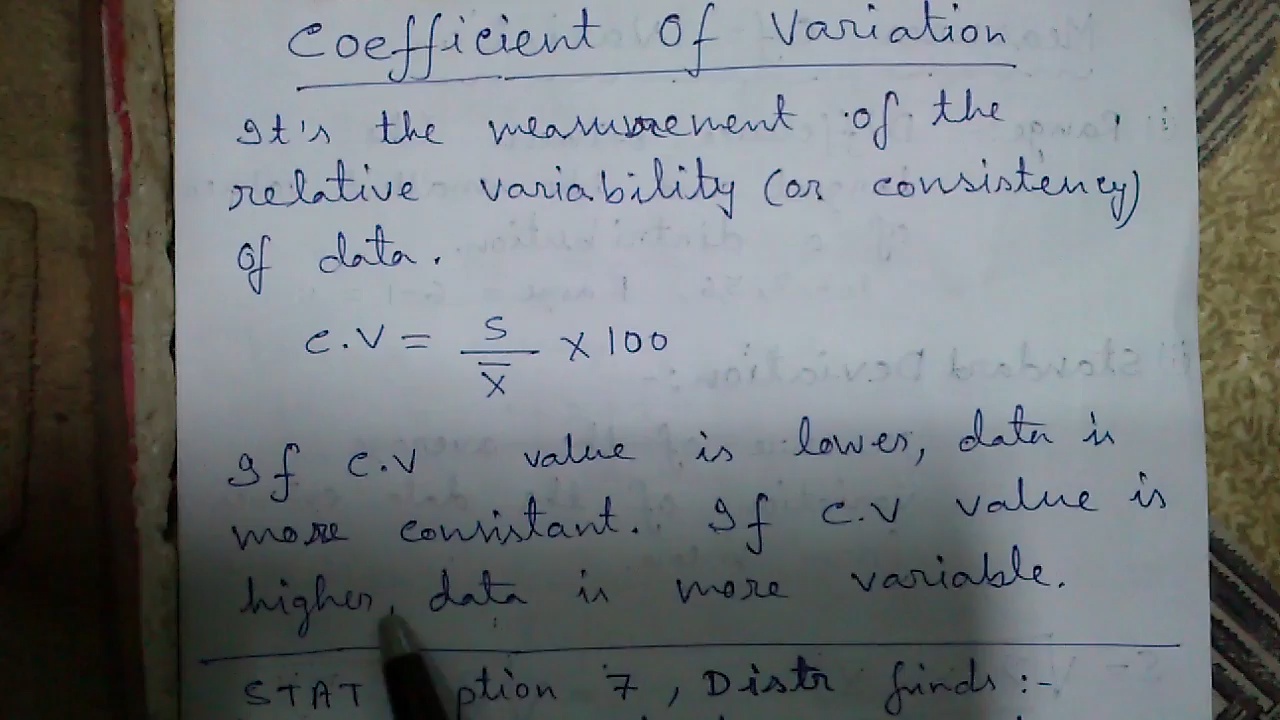 Coefficient Of Variation
It's the measurement of the
relative variability (or consistency)
of data.
C.V = S / X̄ × 100
If C.V value is lower, data is
more consistant. If C.V value is
higher, data is more variable.
STAT ption 7, Distr finds :-